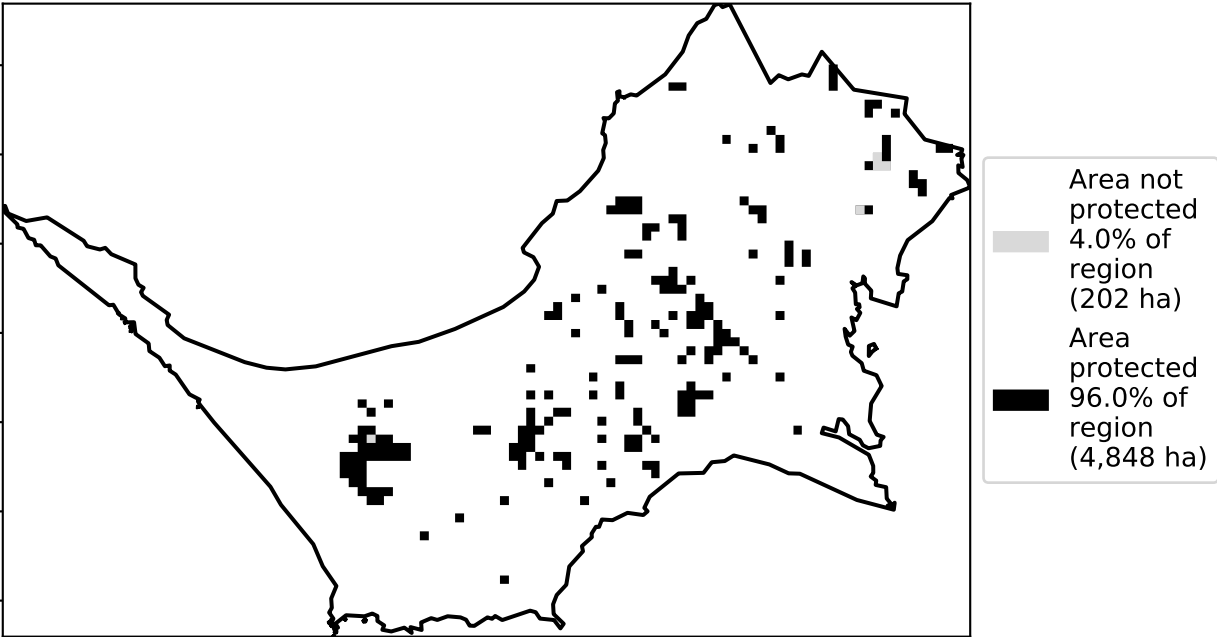 Area not
protected
4.0% of
region
(202 ha)
Area
protected
96.0% of
region
(4,848 ha)